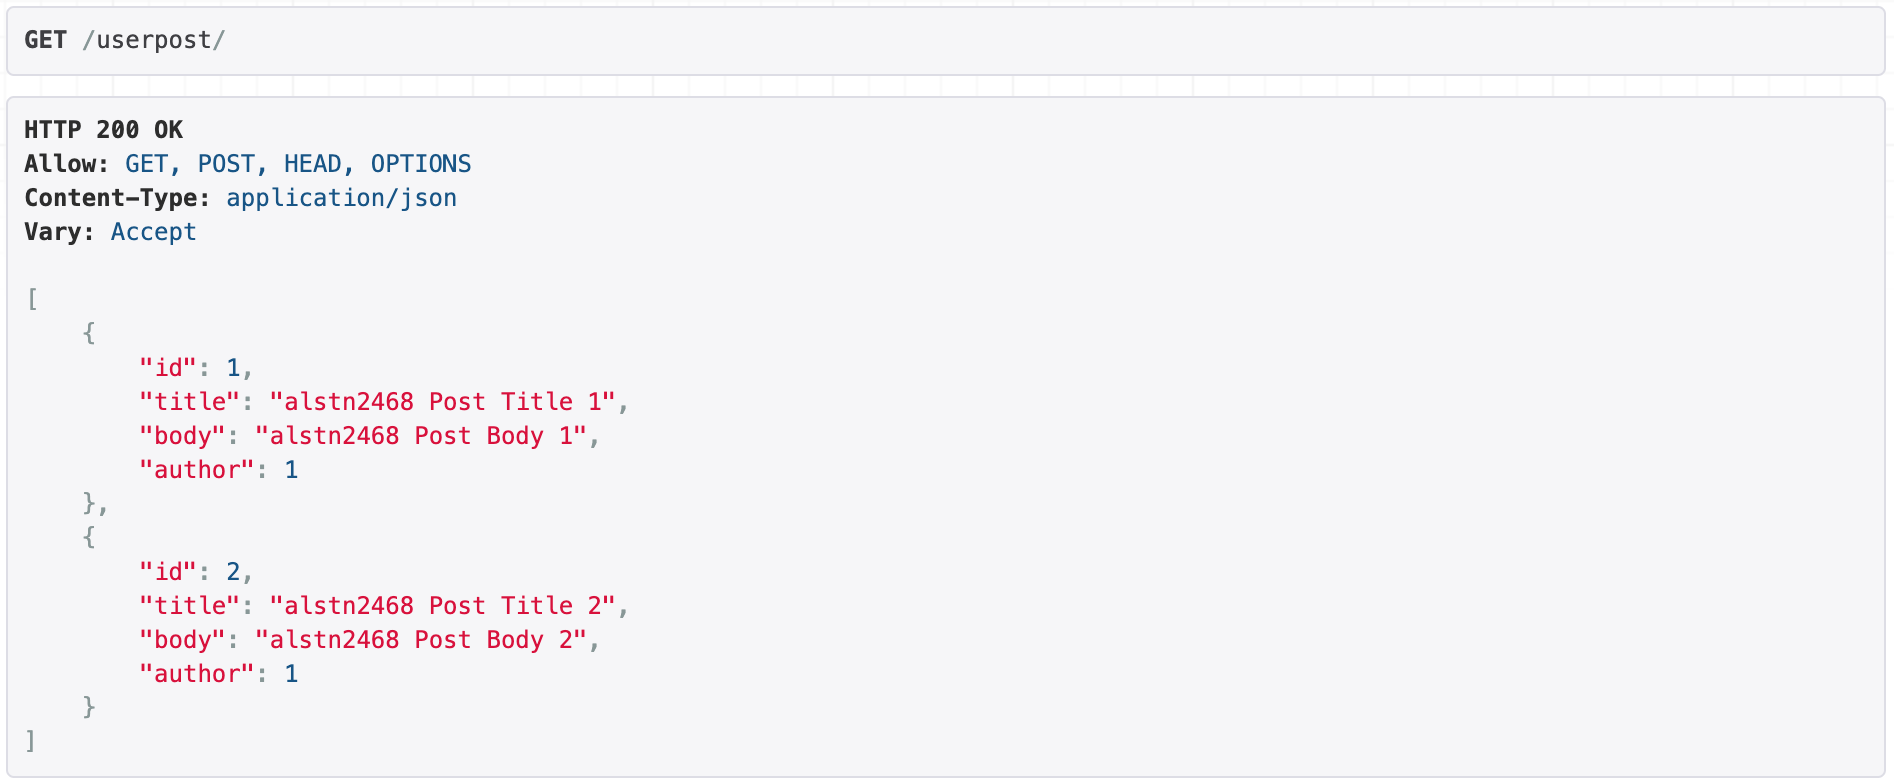 GET /userpost/
HTTP 200 OK
Allow: GET, POST, HEAD, OPTIONS
Content-Type: application/json
Vary: Accept
[
    {
        "id": 1,
        "title": "alstn2468 Post Title 1",
        "body": "alstn2468 Post Body 1",
        "author": 1
    },
    {
        "id": 2,
        "title": "alstn2468 Post Title 2",
        "body": "alstn2468 Post Body 2",
        "author": 1
    }
]